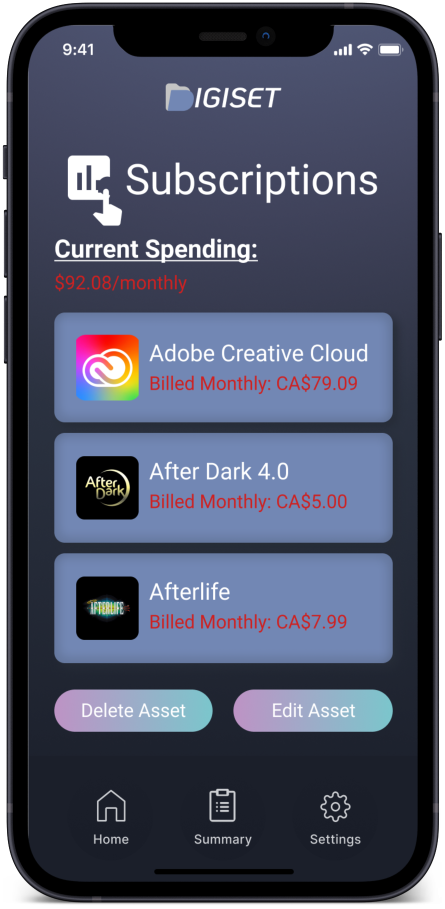 9:41
DIGISET
Subscriptions
Current Spending:
$92.08/monthly
Adobe Creative Cloud
Billed Monthly: CA$79.09
After Dark
After Dark 4.0
Billed Monthly: CA$5.00
AFTERLIFE
Afterlife
Billed Monthly: CA$7.99
Delete Asset
Edit Asset
Home
Summary
Settings